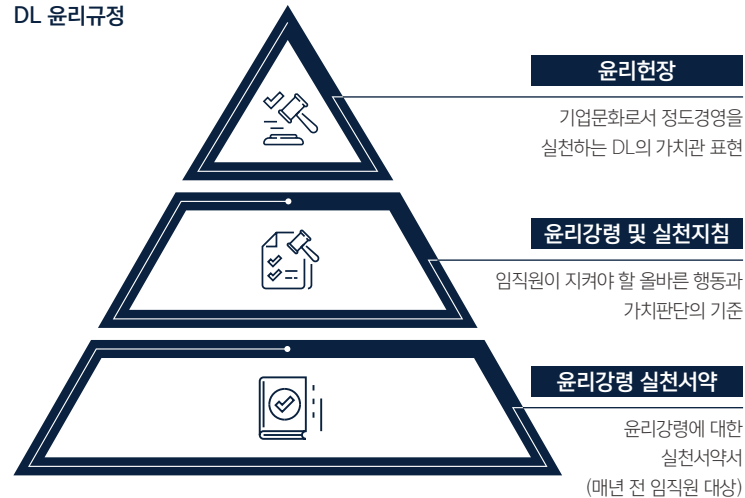 DL 윤리규정
윤리헌장
기업문화로서 정도경영을
실천하는 DL의 가치관 표현
윤리강령 및 실천지침
임직원이 지켜야 할 올바른 행동과
가치판단의 기준
윤리강령 실천서약
윤리강령에 대한
실천서약서
(매년 전 임직원 대상)